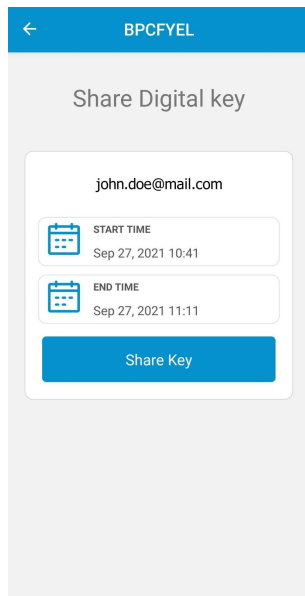 BPCFYEL
Share Digital key
john.doe@mail.com
START TIME
Sep 27, 2021 10:41
END TIME
Sep 27, 2021 11:11
Share Key